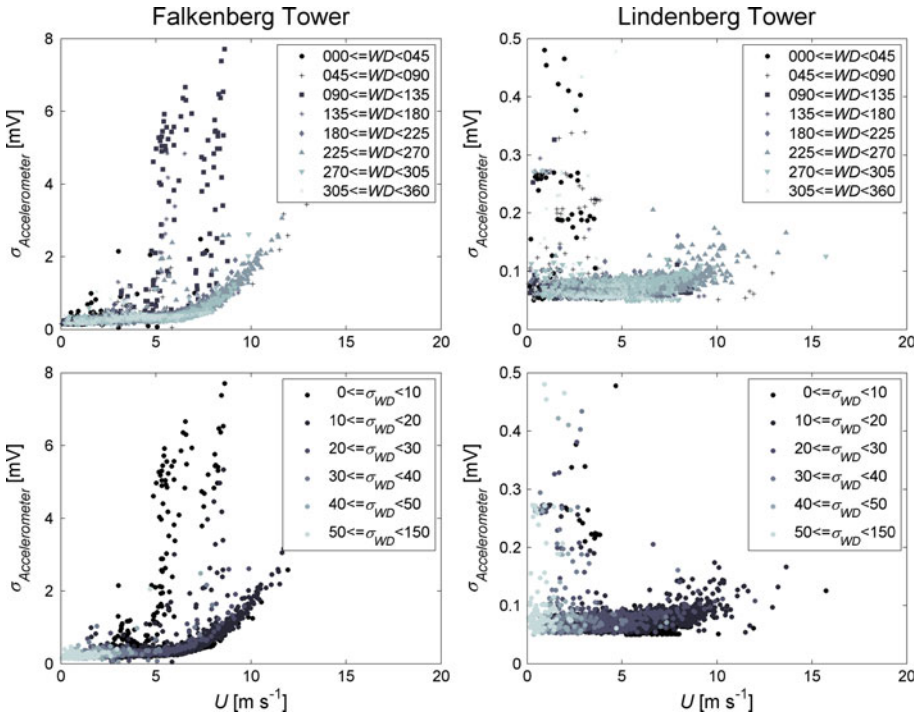 Falkenberg Tower
Lindenberg Tower
8
6
4
2
0
σAccelerometer [mV]
0 5 10 15 20
000<=WD<045
045<=WD<090
090<=WD<135
135<=WD<180
180<=WD<225
225<=WD<270
270<=WD<305
305<=WD<360
0.5
0.4
0.3
0.2
0.1
0
σAccelerometer [mV]
0 5 10 15 20
000<=WD<045
045<=WD<090
090<=WD<135
135<=WD<180
180<=WD<225
225<=WD<270
270<=WD<305
305<=WD<360
8
6
4
2
0
σAccelerometer [mV]
0 5 10 15 20
U [m s⁻¹]
0<=σWD<10
10<=σWD<20
20<=σWD<30
30<=σWD<40
40<=σWD<50
50<=σWD<150
0.5
0.4
0.3
0.2
0.1
0
σAccelerometer [mV]
0 5 10 15 20
U [m s⁻¹]
0<=σWD<10
10<=σWD<20
20<=σWD<30
30<=σWD<40
40<=σWD<50
50<=σWD<150